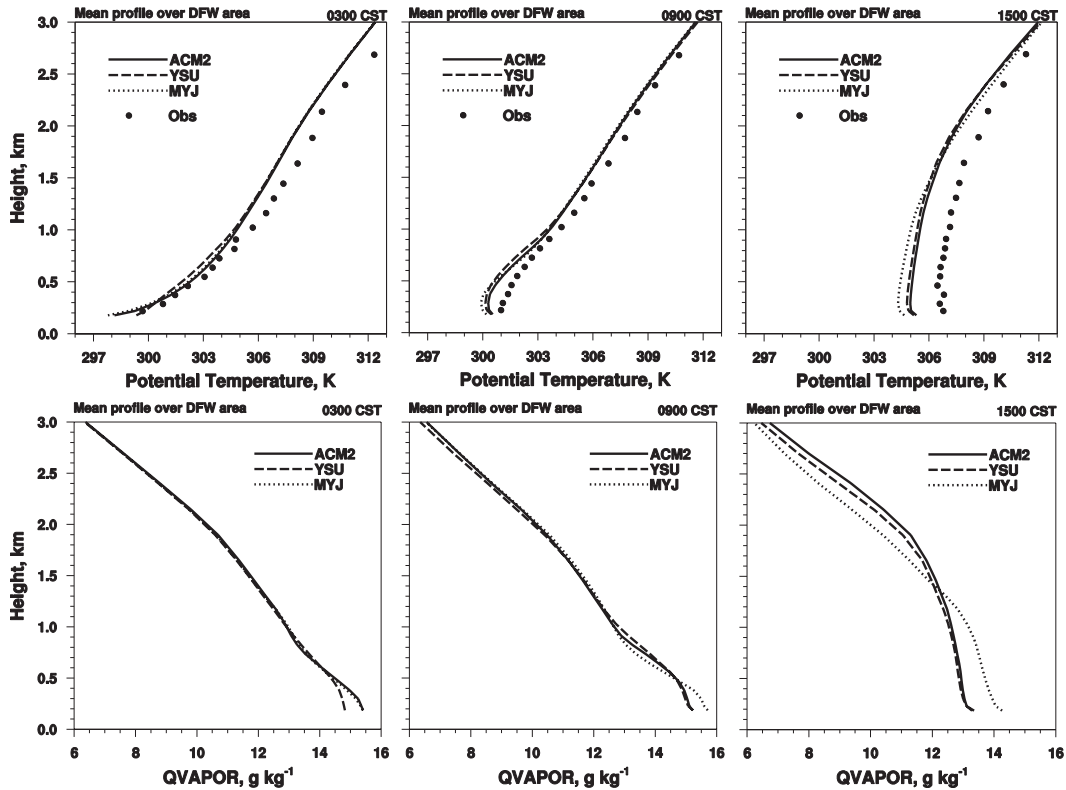 Mean profile over DFW area 0300 CST
ACM2
YSU
MYJ
Obs
Height, km
3.0
2.5
2.0
1.5
1.0
0.5
0.0
297 300 303 306 309 312
Potential Temperature, K
Mean profile over DFW area 0900 CST
ACM2
YSU
MYJ
Obs
297 300 303 306 309 312
Potential Temperature, K
Mean profile over DFW area 1500 CST
ACM2
YSU
MYJ
Obs
297 300 303 306 309 312
Potential Temperature, K
Mean profile over DFW area 0300 CST
ACM2
YSU
MYJ
Height, km
3.0
2.5
2.0
1.5
1.0
0.5
0.0
6 8 10 12 14 16
QVAPOR, g kg⁻¹
Mean profile over DFW area 0900 CST
ACM2
YSU
MYJ
6 8 10 12 14 16
QVAPOR, g kg⁻¹
Mean profile over DFW area 1500 CST
ACM2
YSU
MYJ
6 8 10 12 14 16
QVAPOR, g kg⁻¹